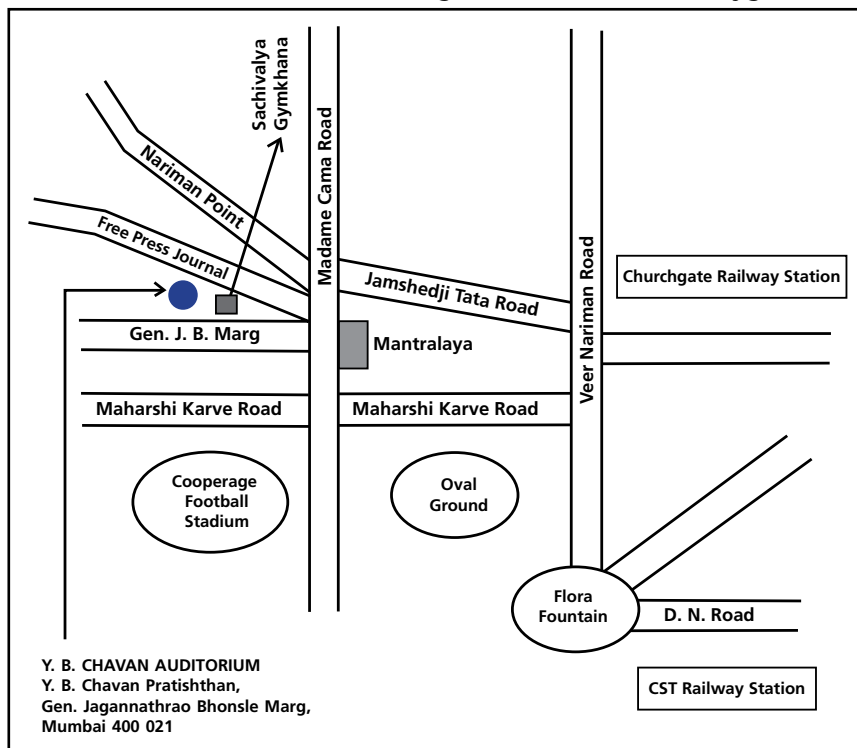 Sachivalya
Gymkhana
Nariman Point
Free Press Journal
Madame Cama Road
Jamshedji Tata Road
Veer Nariman Road
Churchgate Railway Station
Gen. J. B. Marg
Mantralaya
Maharshi Karve Road
Maharshi Karve Road
Cooperage
Football
Stadium
Oval
Ground
Flora
Fountain
D. N. Road
CST Railway Station
Y. B. CHAVAN AUDITORIUM
Y. B. Chavan Pratishthan,
Gen. Jagannathrao Bhonsle Marg,
Mumbai 400 021